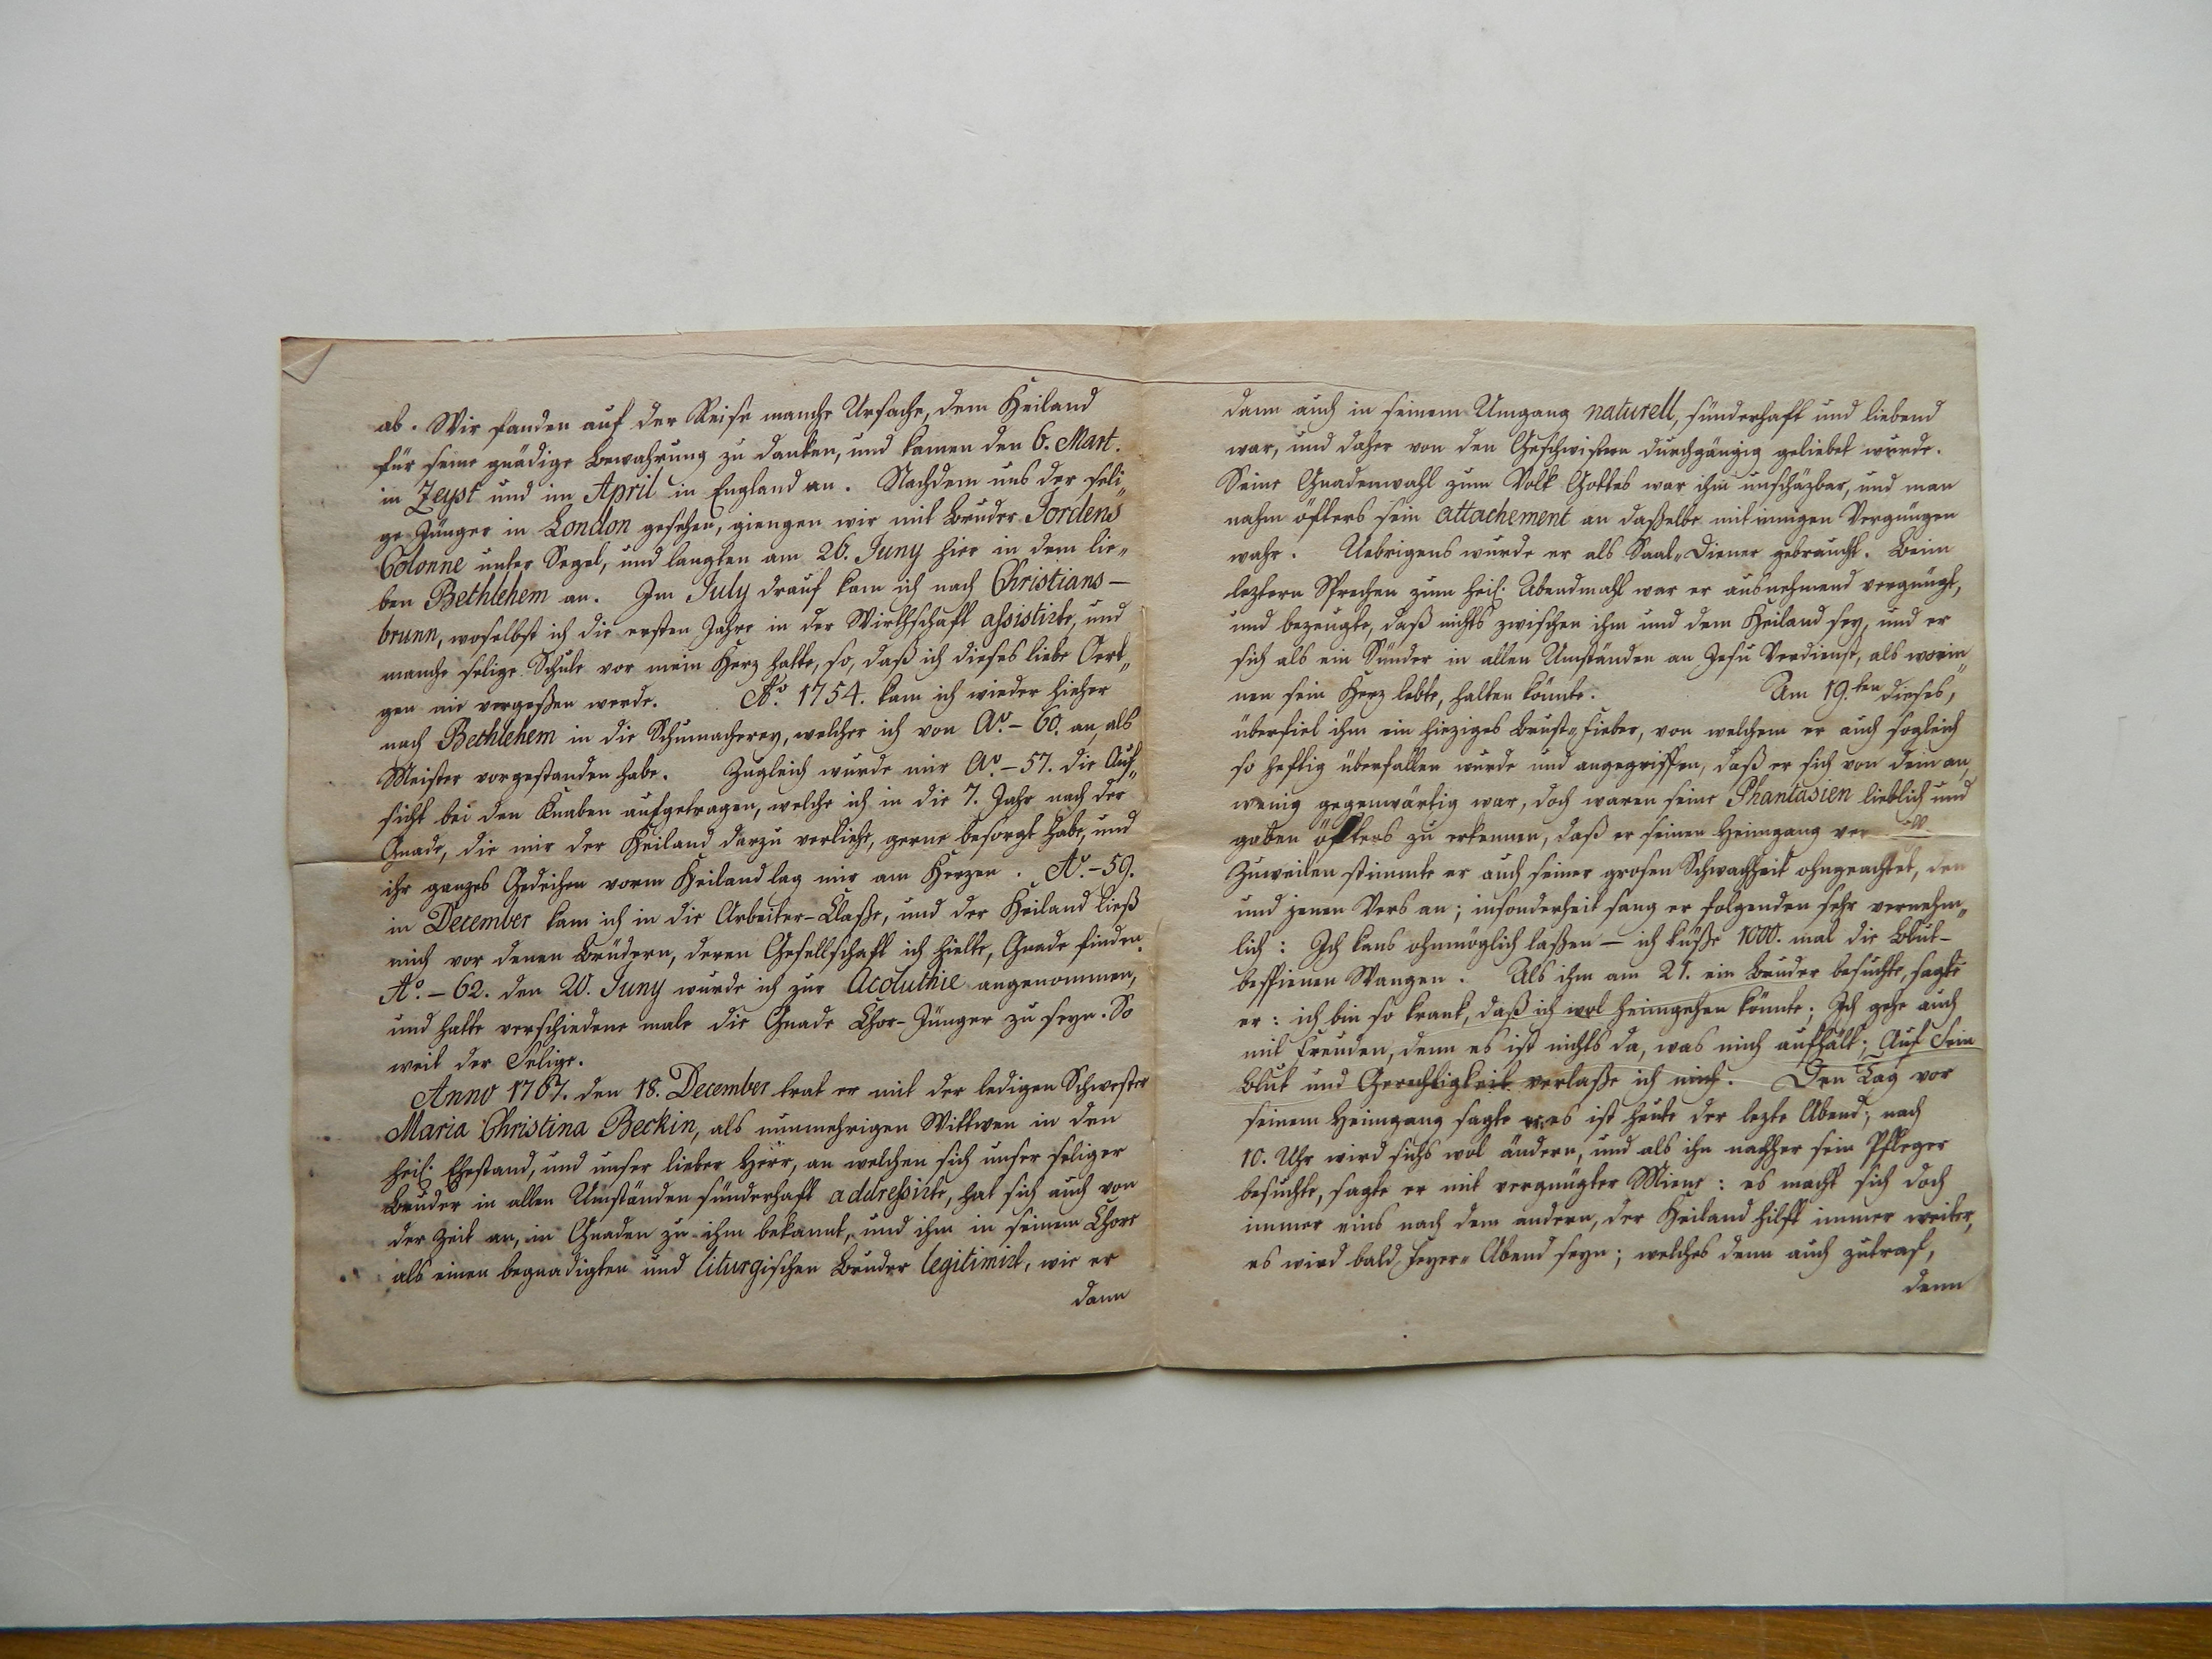 ab. Wir fanden auf der Reise manche Ursache, dem Heiland
für seine gnädige Bewahrung zu danken, und kamen den 6. Mart.
in Zeyst und im April in England an. Nachdem uns der seli„
ge Jünger in London gesehen, giengen wir mit Bruder Jordens
Colonne unter Segel, und langten am 26. Juny hier in dem lie„
ben Bethlehem an. Im July drauf kam ich nach Christians-
brunn, woselbst ich die ersten Jahre in der Wirthschaft assistirte, und
manche selige Schule vor mein Herz hatte, so, daß ich dieses liebe Oert„
gen nie vergeßen werde. Ao. 1754. kam ich wieder hieher
nach Bethlehem in die Schumacherey, welcher ich von Ao. - 60. an, als
Meister vorgestanden habe. Zugleich wurde mir Ao. - 57. die Auf„
sicht bei den Knaben aufgetragen, welche ich in die 7. Jahr nach der
Gnade, die mir der Heiland darzu verliehe, gerne besorgt habe, und
ihr ganzes Gedeihen vorm Heiland lag mir am Herzen. Ao. - 59.
in December kam ich in die Arbeiter-Claße, und der Heiland ließ
mich vor denen Brüdern, deren Gesellschaft ich hielte, Gnade finden.
Ao. - 62. den 20. Juny wurde ich zur Acoluthie angenommen,
und hatte verschiedene male die Gnade Chor-Jünger zu seyn. So
weit der Selige.
Anno 1767. den 18. December trat er mit der ledigen Schwester
Maria Christina Beckin, als nunmehrigen Wittwen in den
heil. Ehestand, und unser lieber Herr, an welchen sich unser seliger
Bruder in allen Umständen sünderhaft addressirte, hat sich auch von
der Zeit an, in Gnaden zu ihm bekannt, und ihm in seinem Chore
als einen begnadigten und liturgischen Bruder legitimirt, wie er
dann
dann auch in seinem Umgang naturell, sünderhaft und liebend
war, und daher von den Geschwistern durchgängig geliebet wurde.
Seine Gnadenwahl zum Volk Gottes war ihm unschäzbar, und man
nahm öfters sein attachement an daßelbe mit innigen Vergnügen
wahr. Uebrigens wurde er als Saal„Diener gebraucht. Beim
leztern Sprechen zum heil. Abendmahl war er ausnehmend vergnügt,
und bezeugte, daß nichts zwischen ihm und dem Heiland sey, und er
sich als ein Sünder in allen Umständen an Jesu Verdienst, als worin„
nen sein Herz lebte, halten könnte. Am 19.ten dieses,
überfiel ihm ein hieziges Brust„Fieber, von welchem er auch sogleich
so heftig überfallen wurde und angegriffen, daß er sich von dem an,
wenig gegenwärtig war, doch waren seine Phantasien lieblich und
gaben öfters zu erkennen, daß er seinen Heimgang
Zuweilen stimmte er auch seiner grosen Schwachheit ohngeachtet, den
und jenen Vers an; insonderheit sang er folgenden sehr vernehm„
lich: Ich kans ohnmöglich laßen - ich küße 1000. mal die Blut-
bespienen Wangen. Als ihm am 21. ein Bruder besuchte, sagte
er: ich bin so krank, daß ich wol heimgehen könnte; Ich gehe auch
mit Freuden, denn es ist nichts da, was mich aufhält; Auf Sein
Blut und Gerechtigkeit verlaße ich mich. Den Tag vor
seinem Heimgang sagte er: es ist heute der lezte Abend; nach
10. Uhr wird sichs wol ändern, und als ihn nachher sein Pfleger
besuchte, sagte er mit vergnügter Miene: es macht sich doch
immer eins nach dem andern, der Heiland hilft immer weiter,
es wird bald Feyer„Abend seyn; welches denn auch zutraf,
denn